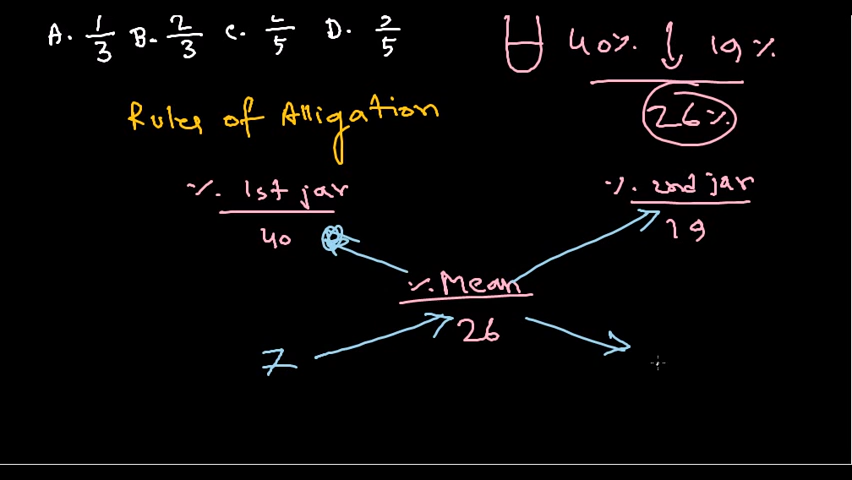 A. 1/3 B. 2/3 C. 2/5 D. 3/5
40% ↓ 19%
26%
Rules of Alligation
%. 1st jar
%. 2nd jar
40
19
%. Mean
26
7